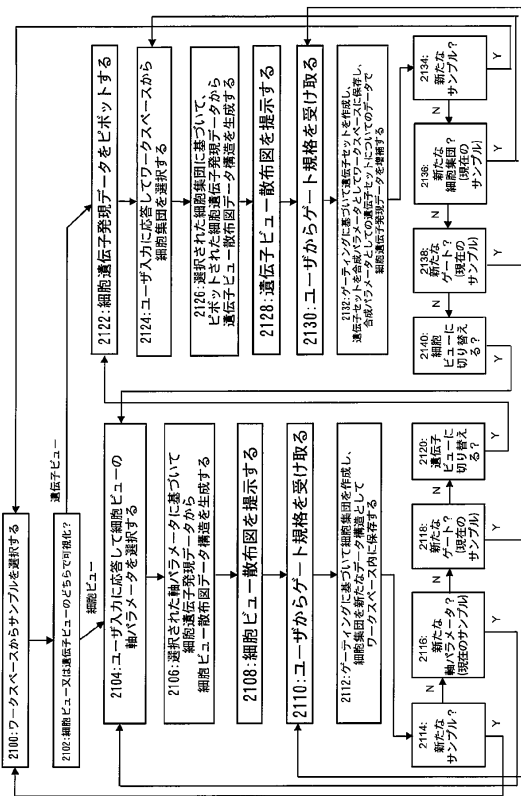 2100:ワークスペースからサンプルを選択する
2102:細胞ビュー又は遺伝子ビューのどちらで可視化?
遺伝子ビュー
細胞ビュー
2104:ユーザ入力に応答して細胞ビューの
軸パラメータを選択する
2106:選択された軸パラメータに基づいて
細胞遺伝子発現データから
細胞ビュー散布図データ構造を生成する
2108:細胞ビュー散布図を提示する
2110:ユーザからゲート規格を受け取る
2112:ゲーティングに基づいて細胞集団を作成し、
細胞集団を新たなデータ構造として
ワークスペース内に保存する
2114:
新たな
サンプル?
Y
N
2116:
新たな
軸パラメータ?
(現在のサンプル)
Y
N
2118:
新たな
ゲート?
(現在の
サンプル)
Y
N
2120:
遺伝子
ビューに
切り替え
る?
Y
2122:細胞遺伝子発現データをピボットする
2124:ユーザ入力に応答してワークスペースから
細胞集団を選択する
2126:選択された細胞集団に基づいて、
ピボットされた細胞遺伝子発現データから
遺伝子ビュー散布図データ構造を生成する
2128:遺伝子ビュー散布図を提示する
2130:ユーザからゲート規格を受け取る
2132:ゲーティングに基づいて遺伝子セットを作成し、
遺伝子セットを合成パラメータとしてワークスペースに保存し、
合成パラメータとしての遺伝子セットについてのデータで
細胞遺伝子発現データを増補する
2134:
新たな
サンプル?
Y
N
2136:
新たな
細胞集団?
(現在の
サンプル)
Y
N
2138:
新たな
ゲート?
(現在の
サンプル)
Y
N
2140:
細胞
ビューに
切り替え
る?
Y